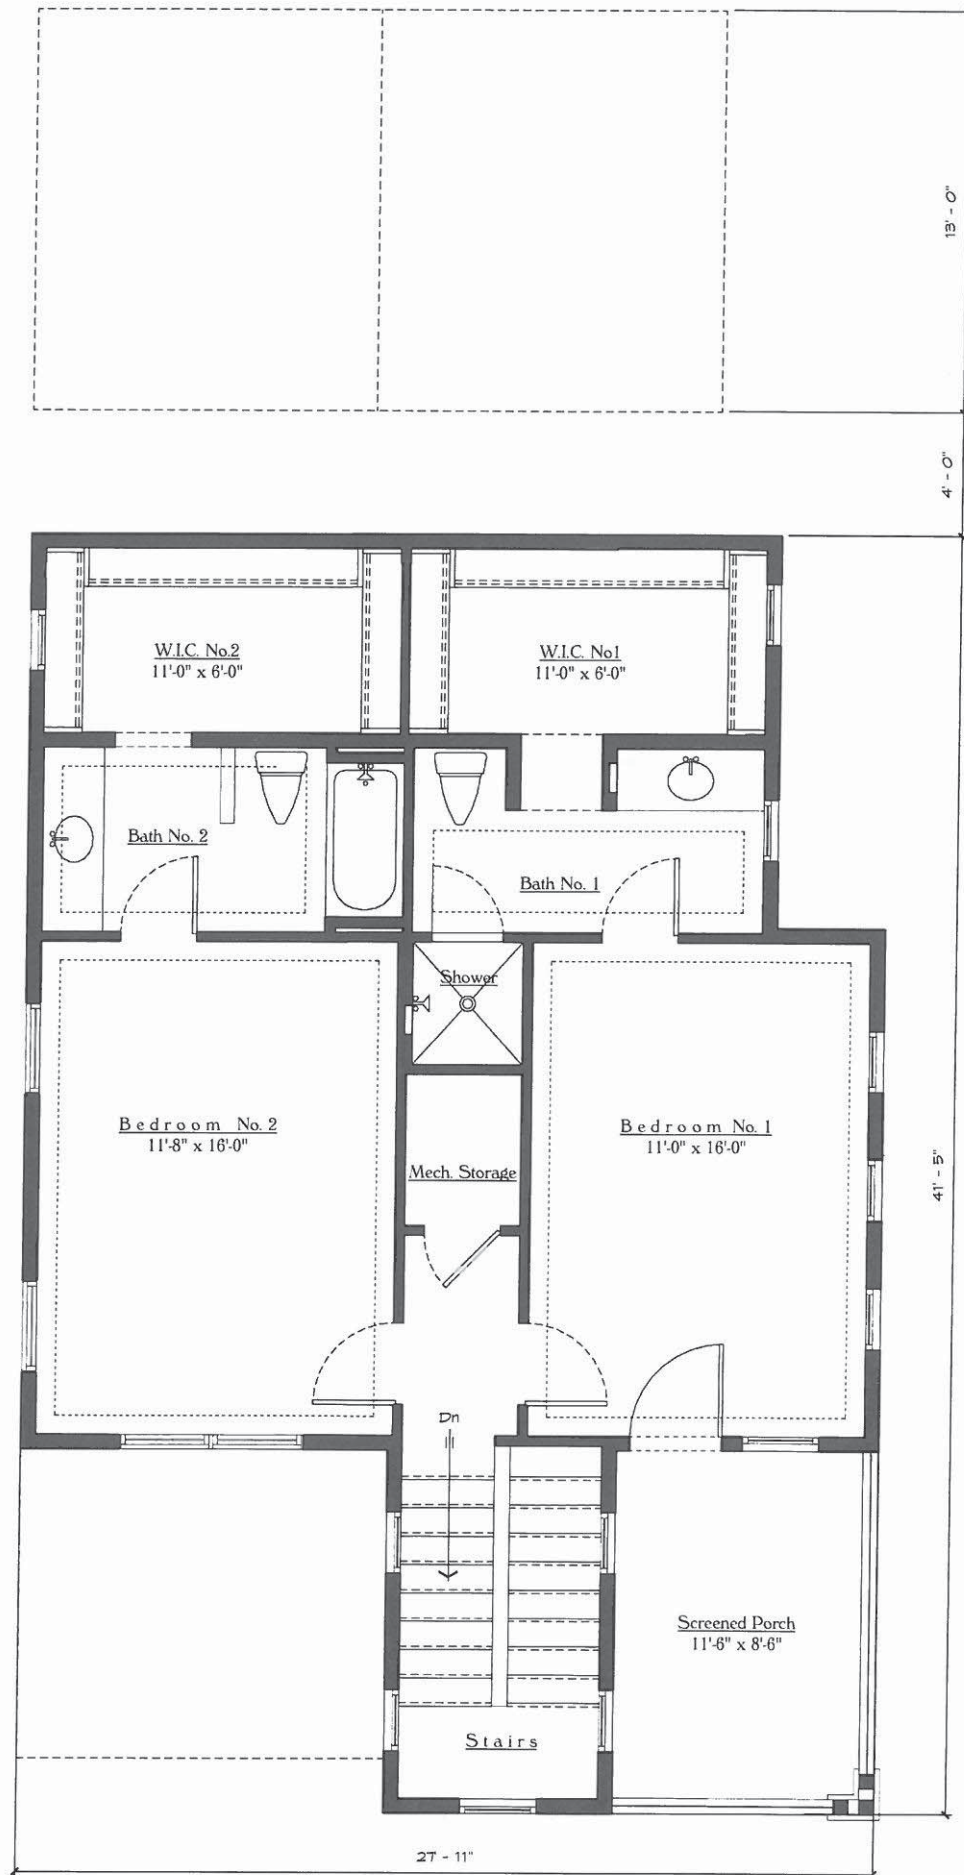 13' - 0"
4' - 0"
W.I.C. No.2
11'-0" x 6'-0"
W.I.C. No1
11'-0" x 6'-0"
Bath No. 2
Bath No. 1
Shower
Bedroom No. 2
11'-8" x 16'-0"
Bedroom No. 1
11'-0" x 16'-0"
Mech. Storage
41' - 5"
Dn
Screened Porch
11'-6" x 8'-6"
Stairs
27 - 11"